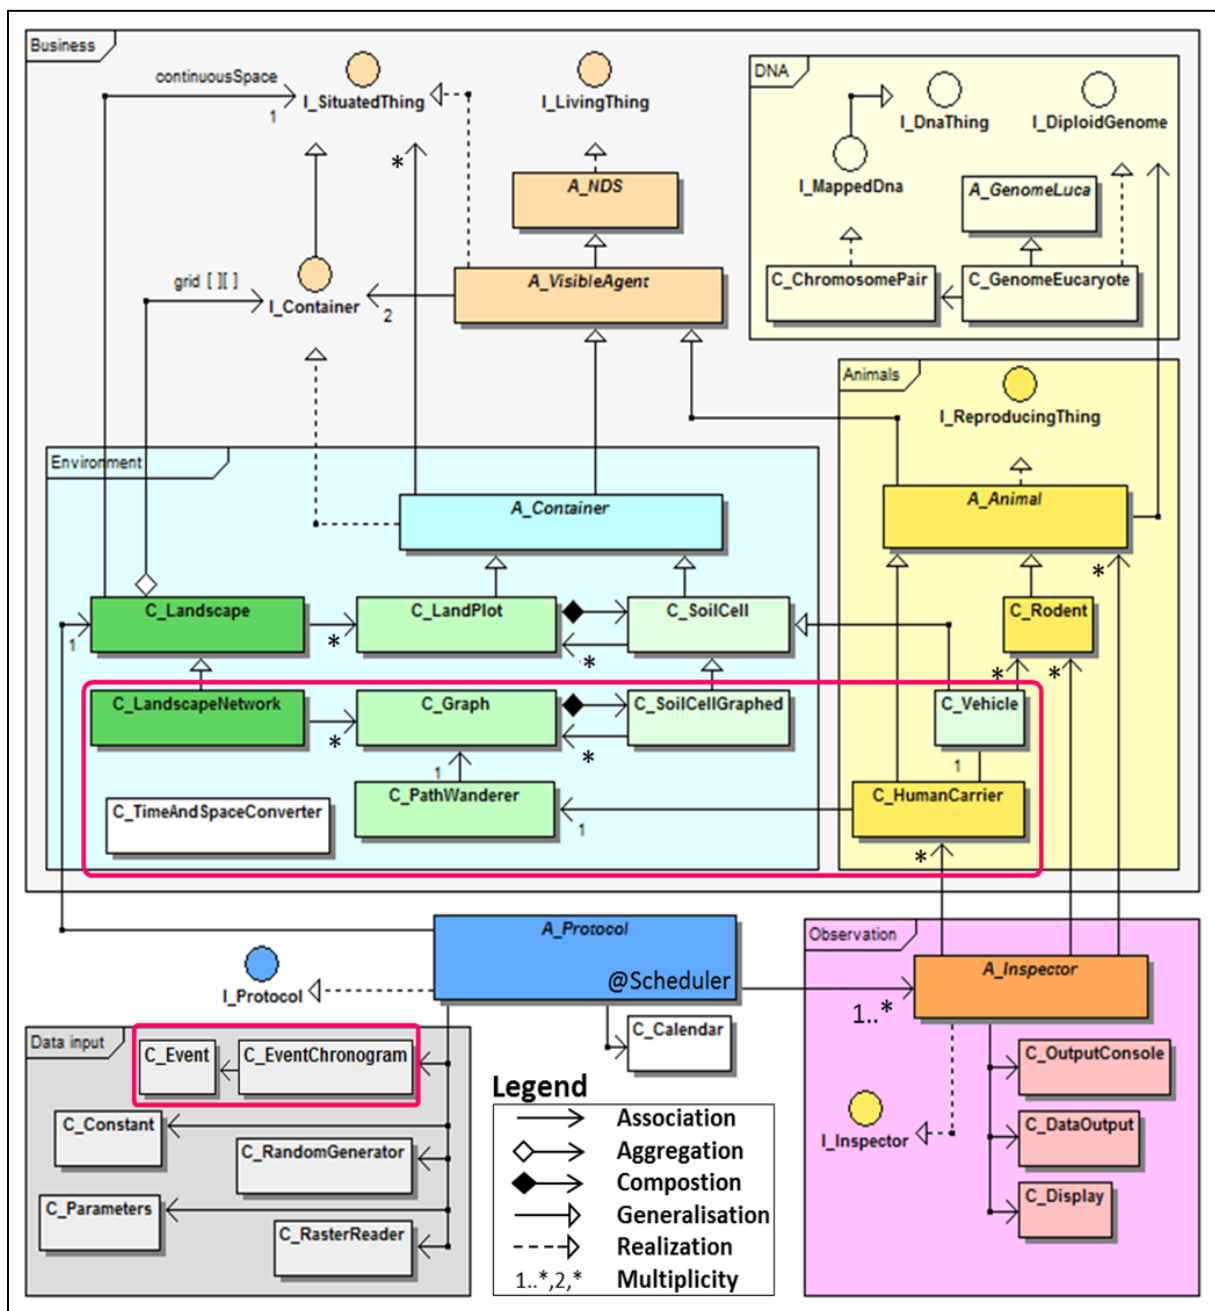 Business
continuousSpace
1
I_SituatedThing
I_LivingThing
DNA
I_DnaThing
I_DiploidGenome
I_MappedDna
A_GenomeLuca
C_ChromosomePair
C_GenomeEucaryote
*
A_NDS
grid [ ][ ]
I_Container
2
A_VisibleAgent
Animals
I_ReproducingThing
A_Animal
*
Environment
A_Container
1
C_Landscape
*
C_LandPlot
*
C_SoilCell
C_Rodent
*
*
C_LandscapeNetwork
*
C_Graph
*
C_SoilCellGraphed
C_Vehicle
1
1
C_TimeAndSpaceConverter
C_PathWanderer
1
C_HumanCarrier
*
A_Protocol
@Scheduler
I_Protocol
1..*
C_Calendar
Observation
A_Inspector
I_Inspector
C_OutputConsole
C_DataOutput
C_Display
Data input
C_Event
C_EventChronogram
C_Constant
C_RandomGenerator
C_Parameters
C_RasterReader
Legend
Association
Aggregation
Compostion
Generalisation
Realization
1..*,2,* Multiplicity